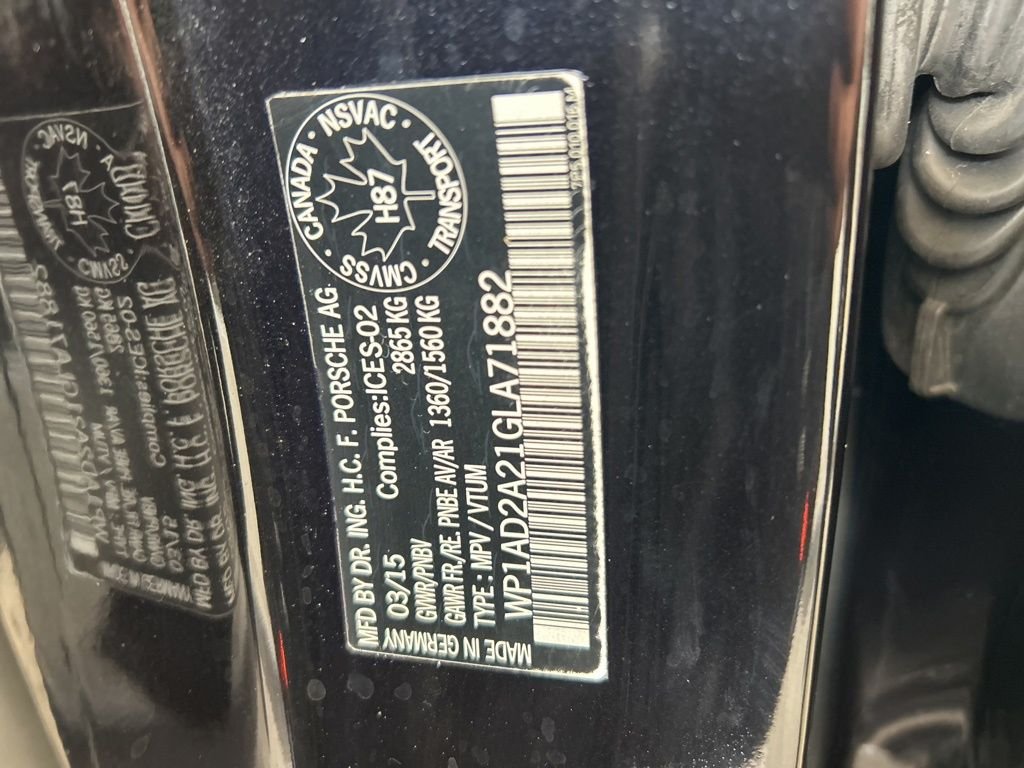 MFD BY DR. ING. H.C. F. PORSCHE AG
03/15 Complies:ICES-02
GVWR/PNBV 2865 KG
GAWR FR./RE. PNBE AV/AR 1360/1560 KG
TYPE : MPV / VTUM
WP1AD2A21GLA71882
MADE IN GERMANY
CANADA · NSVAC · TRANSPORT · CMVSS ·
H87